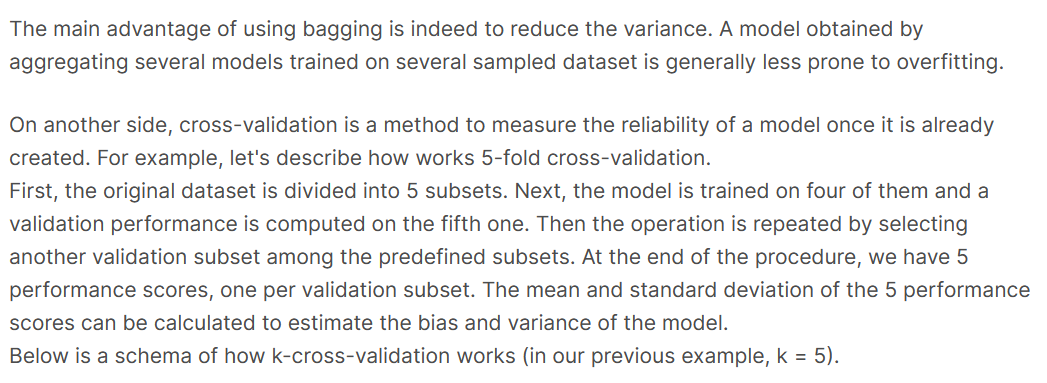 The main advantage of using bagging is indeed to reduce the variance. A model obtained by
aggregating several models trained on several sampled dataset is generally less prone to overfitting.
On another side, cross-validation is a method to measure the reliability of a model once it is already
created. For example, let's describe how works 5-fold cross-validation.
First, the original dataset is divided into 5 subsets. Next, the model is trained on four of them and a
validation performance is computed on the fifth one. Then the operation is repeated by selecting
another validation subset among the predefined subsets. At the end of the procedure, we have 5
performance scores, one per validation subset. The mean and standard deviation of the 5 performance
scores can be calculated to estimate the bias and variance of the model.
Below is a schema of how k-cross-validation works (in our previous example, k = 5).